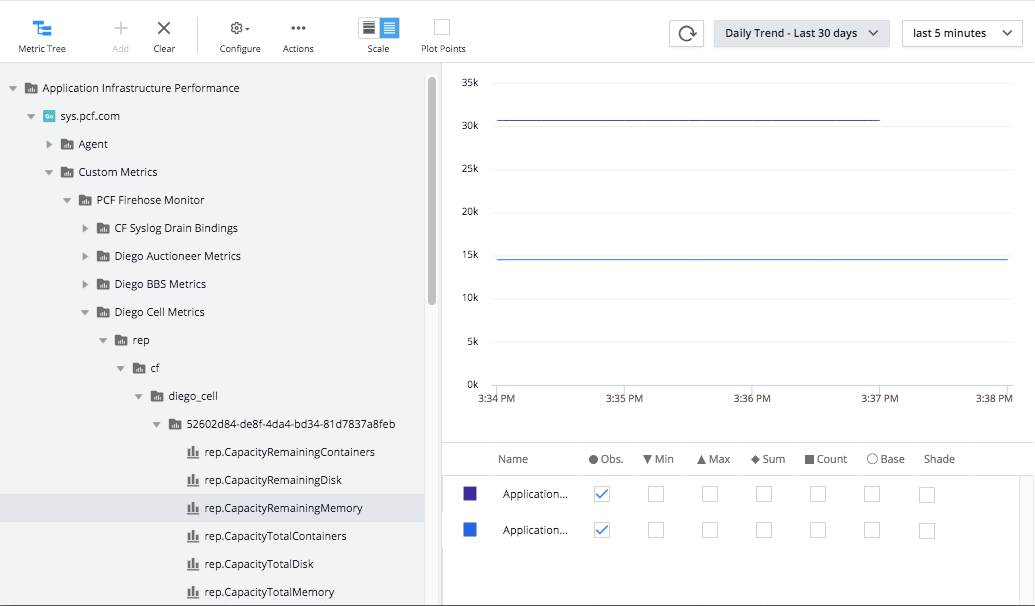 Metric Tree
Add
Clear
Configure
Actions
Scale
Plot Points
Daily Trend - Last 30 days
last 5 minutes
Application Infrastructure Performance
Go sys.pcf.com
Agent
Custom Metrics
PCF Firehose Monitor
CF Syslog Drain Bindings
Diego Auctioneer Metrics
Diego BBS Metrics
Diego Cell Metrics
rep
cf
diego_cell
52602d84-de8f-4da4-bd34-81d7837a8feb
rep.CapacityRemainingContainers
rep.CapacityRemainingDisk
rep.CapacityRemainingMemory
rep.CapacityTotalContainers
rep.CapacityTotalDisk
rep.CapacityTotalMemory
35k
30k
25k
20k
15k
10k
5k
0k
3:34 PM 3:35 PM 3:36 PM 3:37 PM 3:38 PM
Name Obs. Min Max Sum Count Base Shade
Application...
Application...